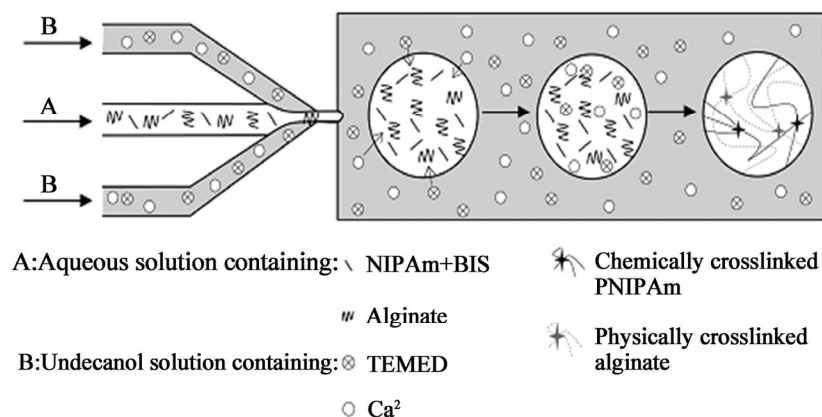 B
A
B
A:Aqueous solution containing:
NIPAm+BIS
Alginate
B:Undecanol solution containing:
TEMED
Ca²
Chemically crosslinked
PNIPAm
Physically crosslinked
alginate